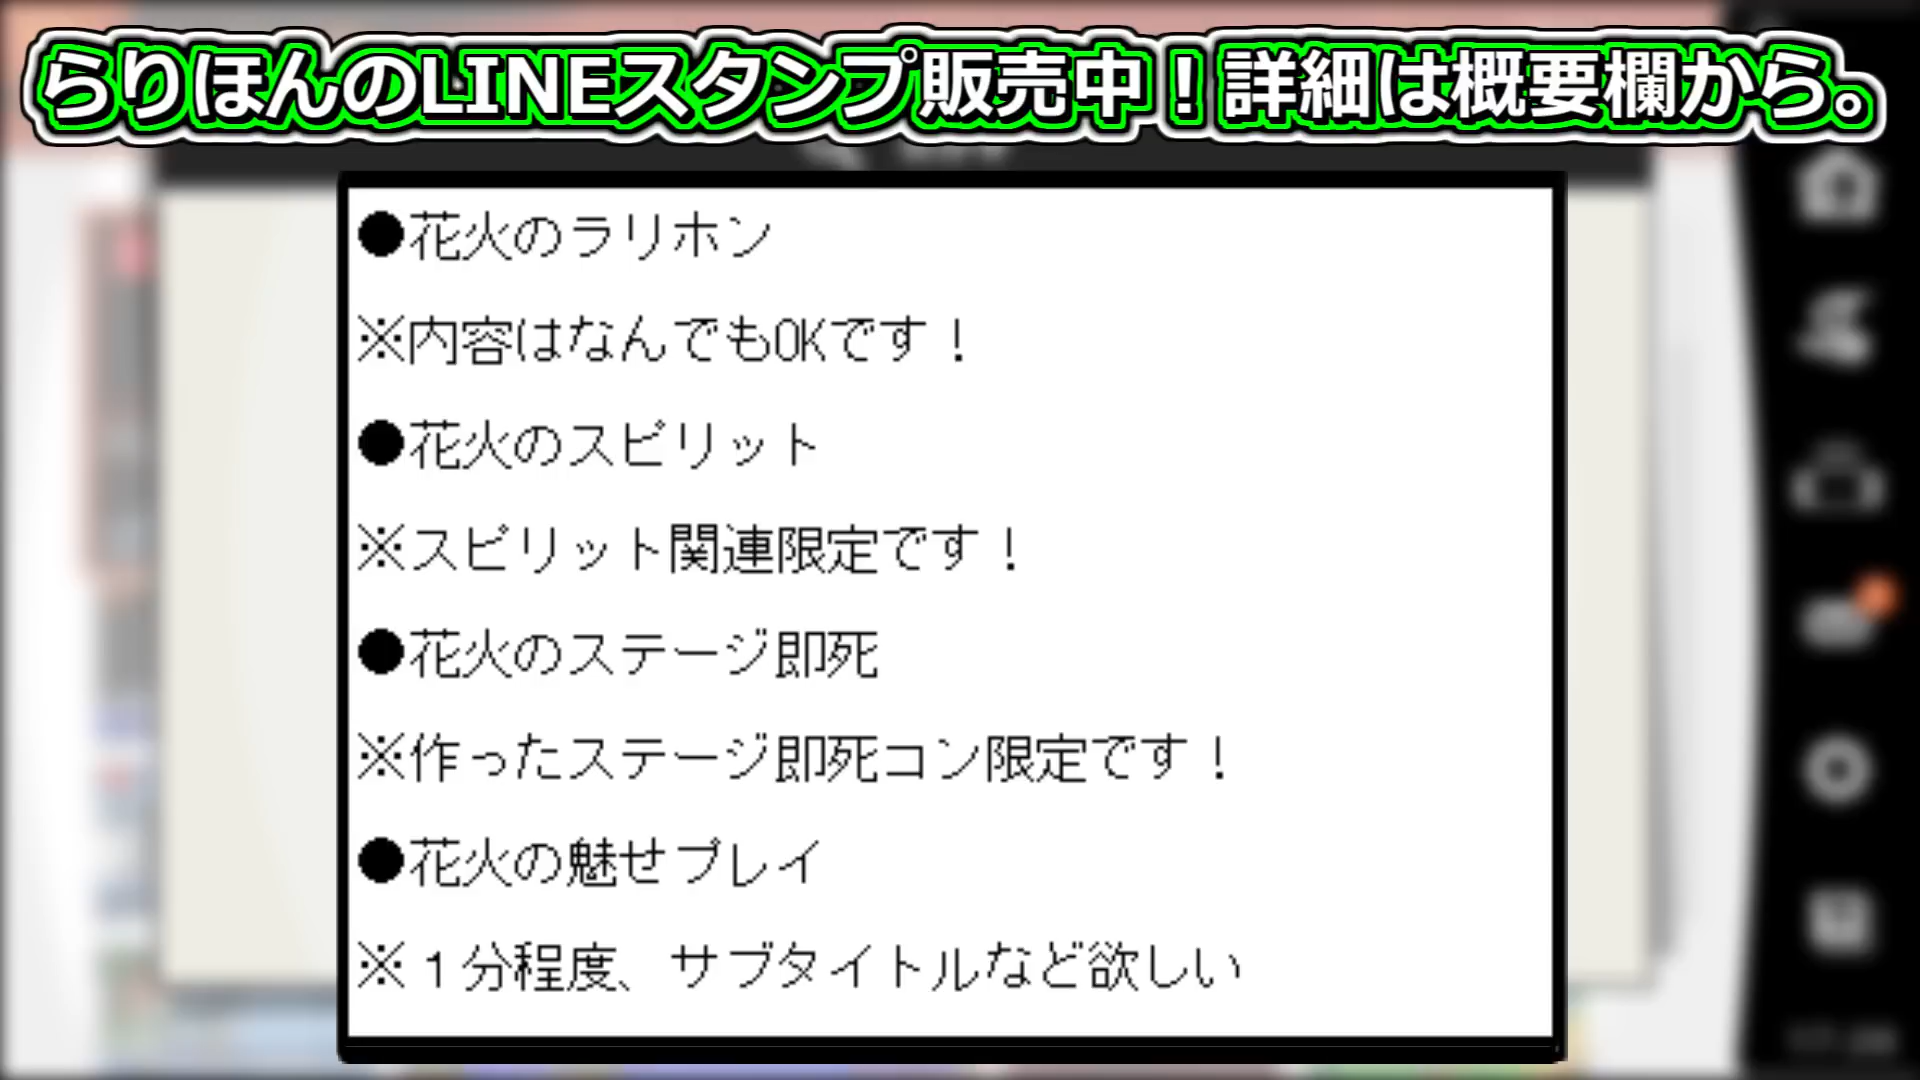 らりほんのLINEスタンプ販売中！詳細は概要欄から。
●花火のラリホン
※内容はなんでもOKです！
●花火のスピリット
※スピリット関連限定です！
●花火のステージ即死
※作ったステージ即死コン限定です！
●花火の魅せプレイ
※１分程度、サブタイトルなど欲しい